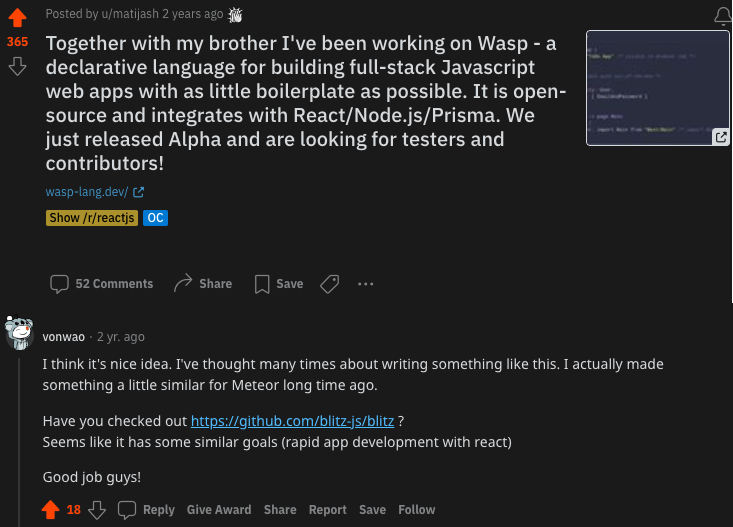 Posted by u/matijash 2 years ago
365
Together with my brother I've been working on Wasp - a
declarative language for building full-stack Javascript
web apps with as little boilerplate as possible. It is open-
source and integrates with React/Node.js/Prisma. We
just released Alpha and are looking for testers and
contributors!
wasp-lang.dev/
Show /r/reactjs OC
52 Comments Share Save
vonwao · 2 yr. ago
I think it's nice idea. I've thought many times about writing something like this. I actually made
something a little similar for Meteor long time ago.
Have you checked out https://github.com/blitz-js/blitz ?
Seems like it has some similar goals (rapid app development with react)
Good job guys!
18 Reply Give Award Share Report Save Follow